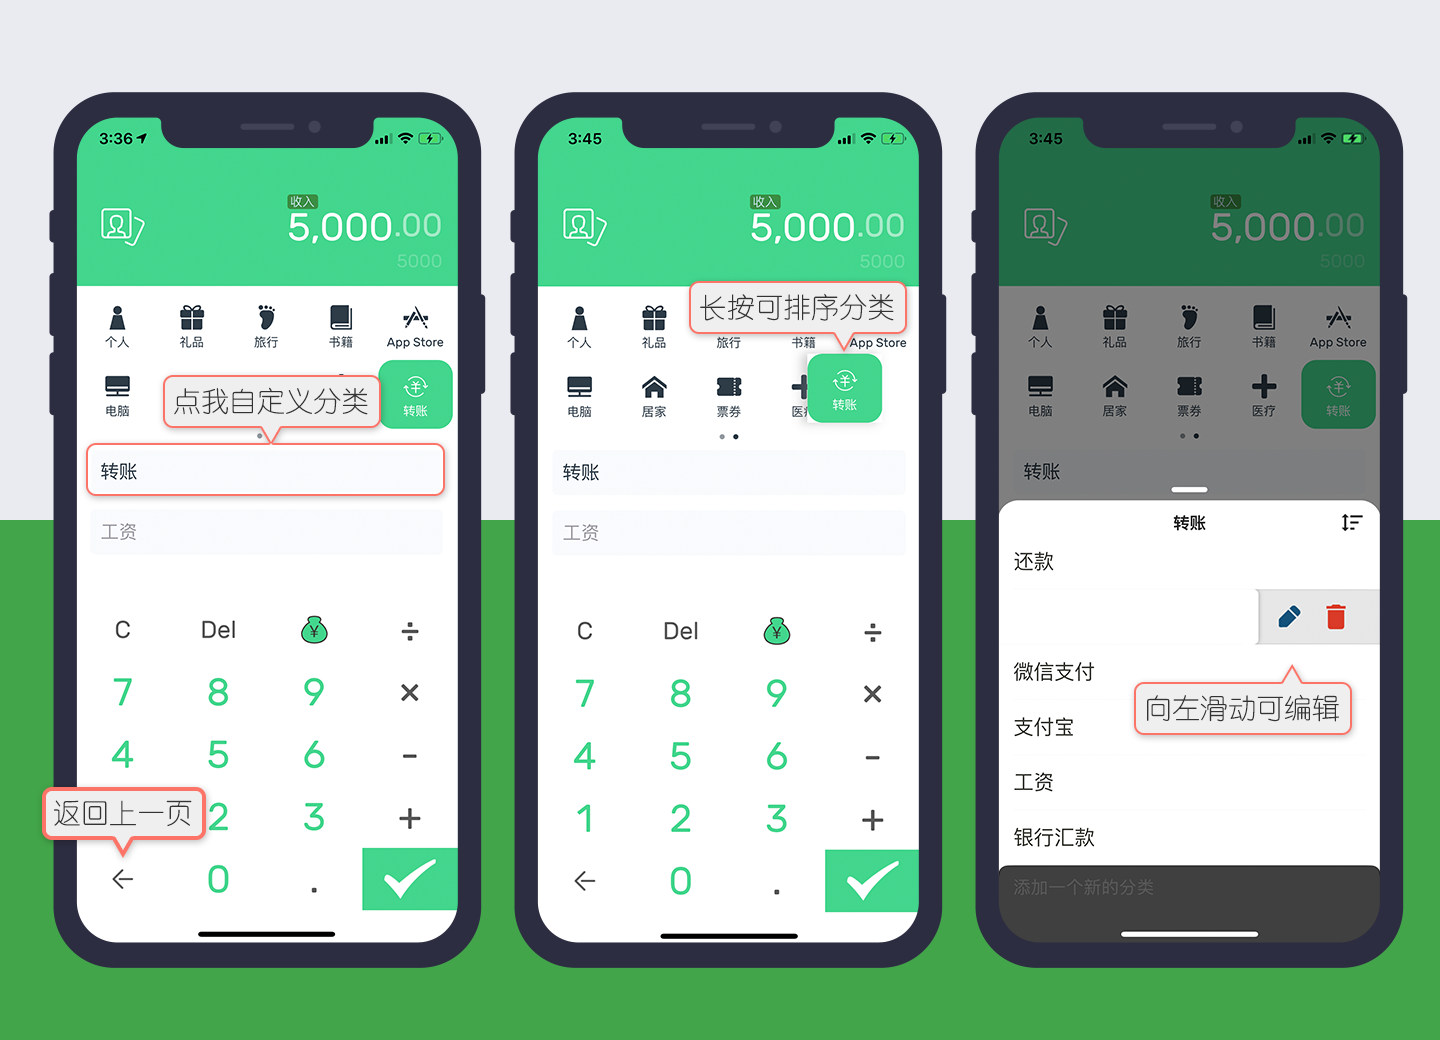 3:36
收入
5,000.00
5000
个人 礼品 旅行 书籍 App Store
电脑 转账
点我自定义分类
转账
工资
C Del ¥ ÷
7 8 9 ×
4 5 6 -
返回上一页
2 3 +
← 0 .
3:45
收入
5,000.00
5000
长按可排序分类
个人 礼品 旅行 书籍 App Store
电脑 居家 票券 医疗 转账
转账
工资
C Del ¥ ÷
7 8 9 ×
4 5 6 -
1 2 3 +
← 0 .
3:45
收入
5,000.00
5000
个人 礼品 旅行 书籍 App Store
电脑 居家 票券 医疗 转账
转账
转账
还款
微信支付
向左滑动可编辑
支付宝
工资
银行汇款
添加一个新的分类